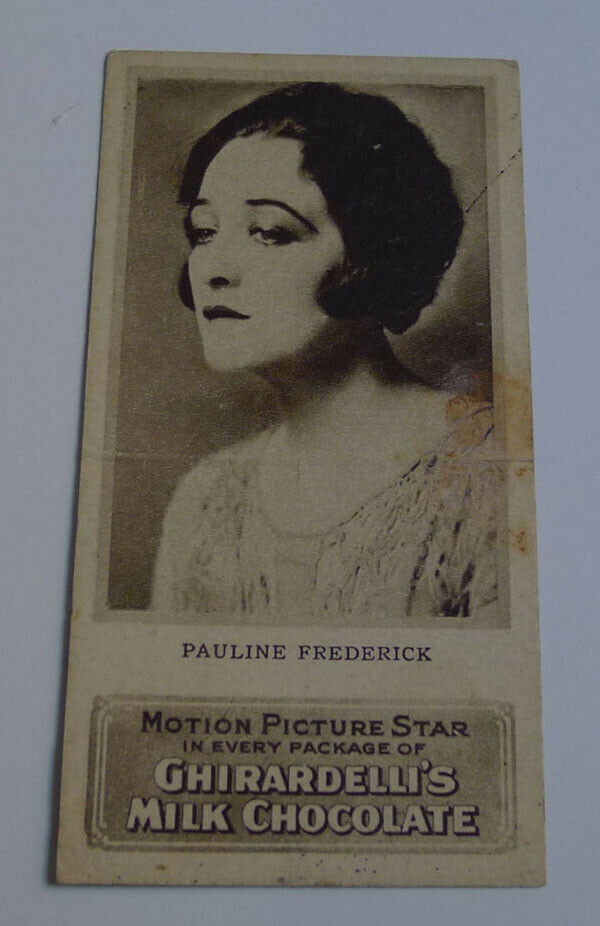 PAULINE FREDERICK
MOTION PICTURE STAR
IN EVERY PACKAGE OF
GHIRARDELLI'S
MILK CHOCOLATE